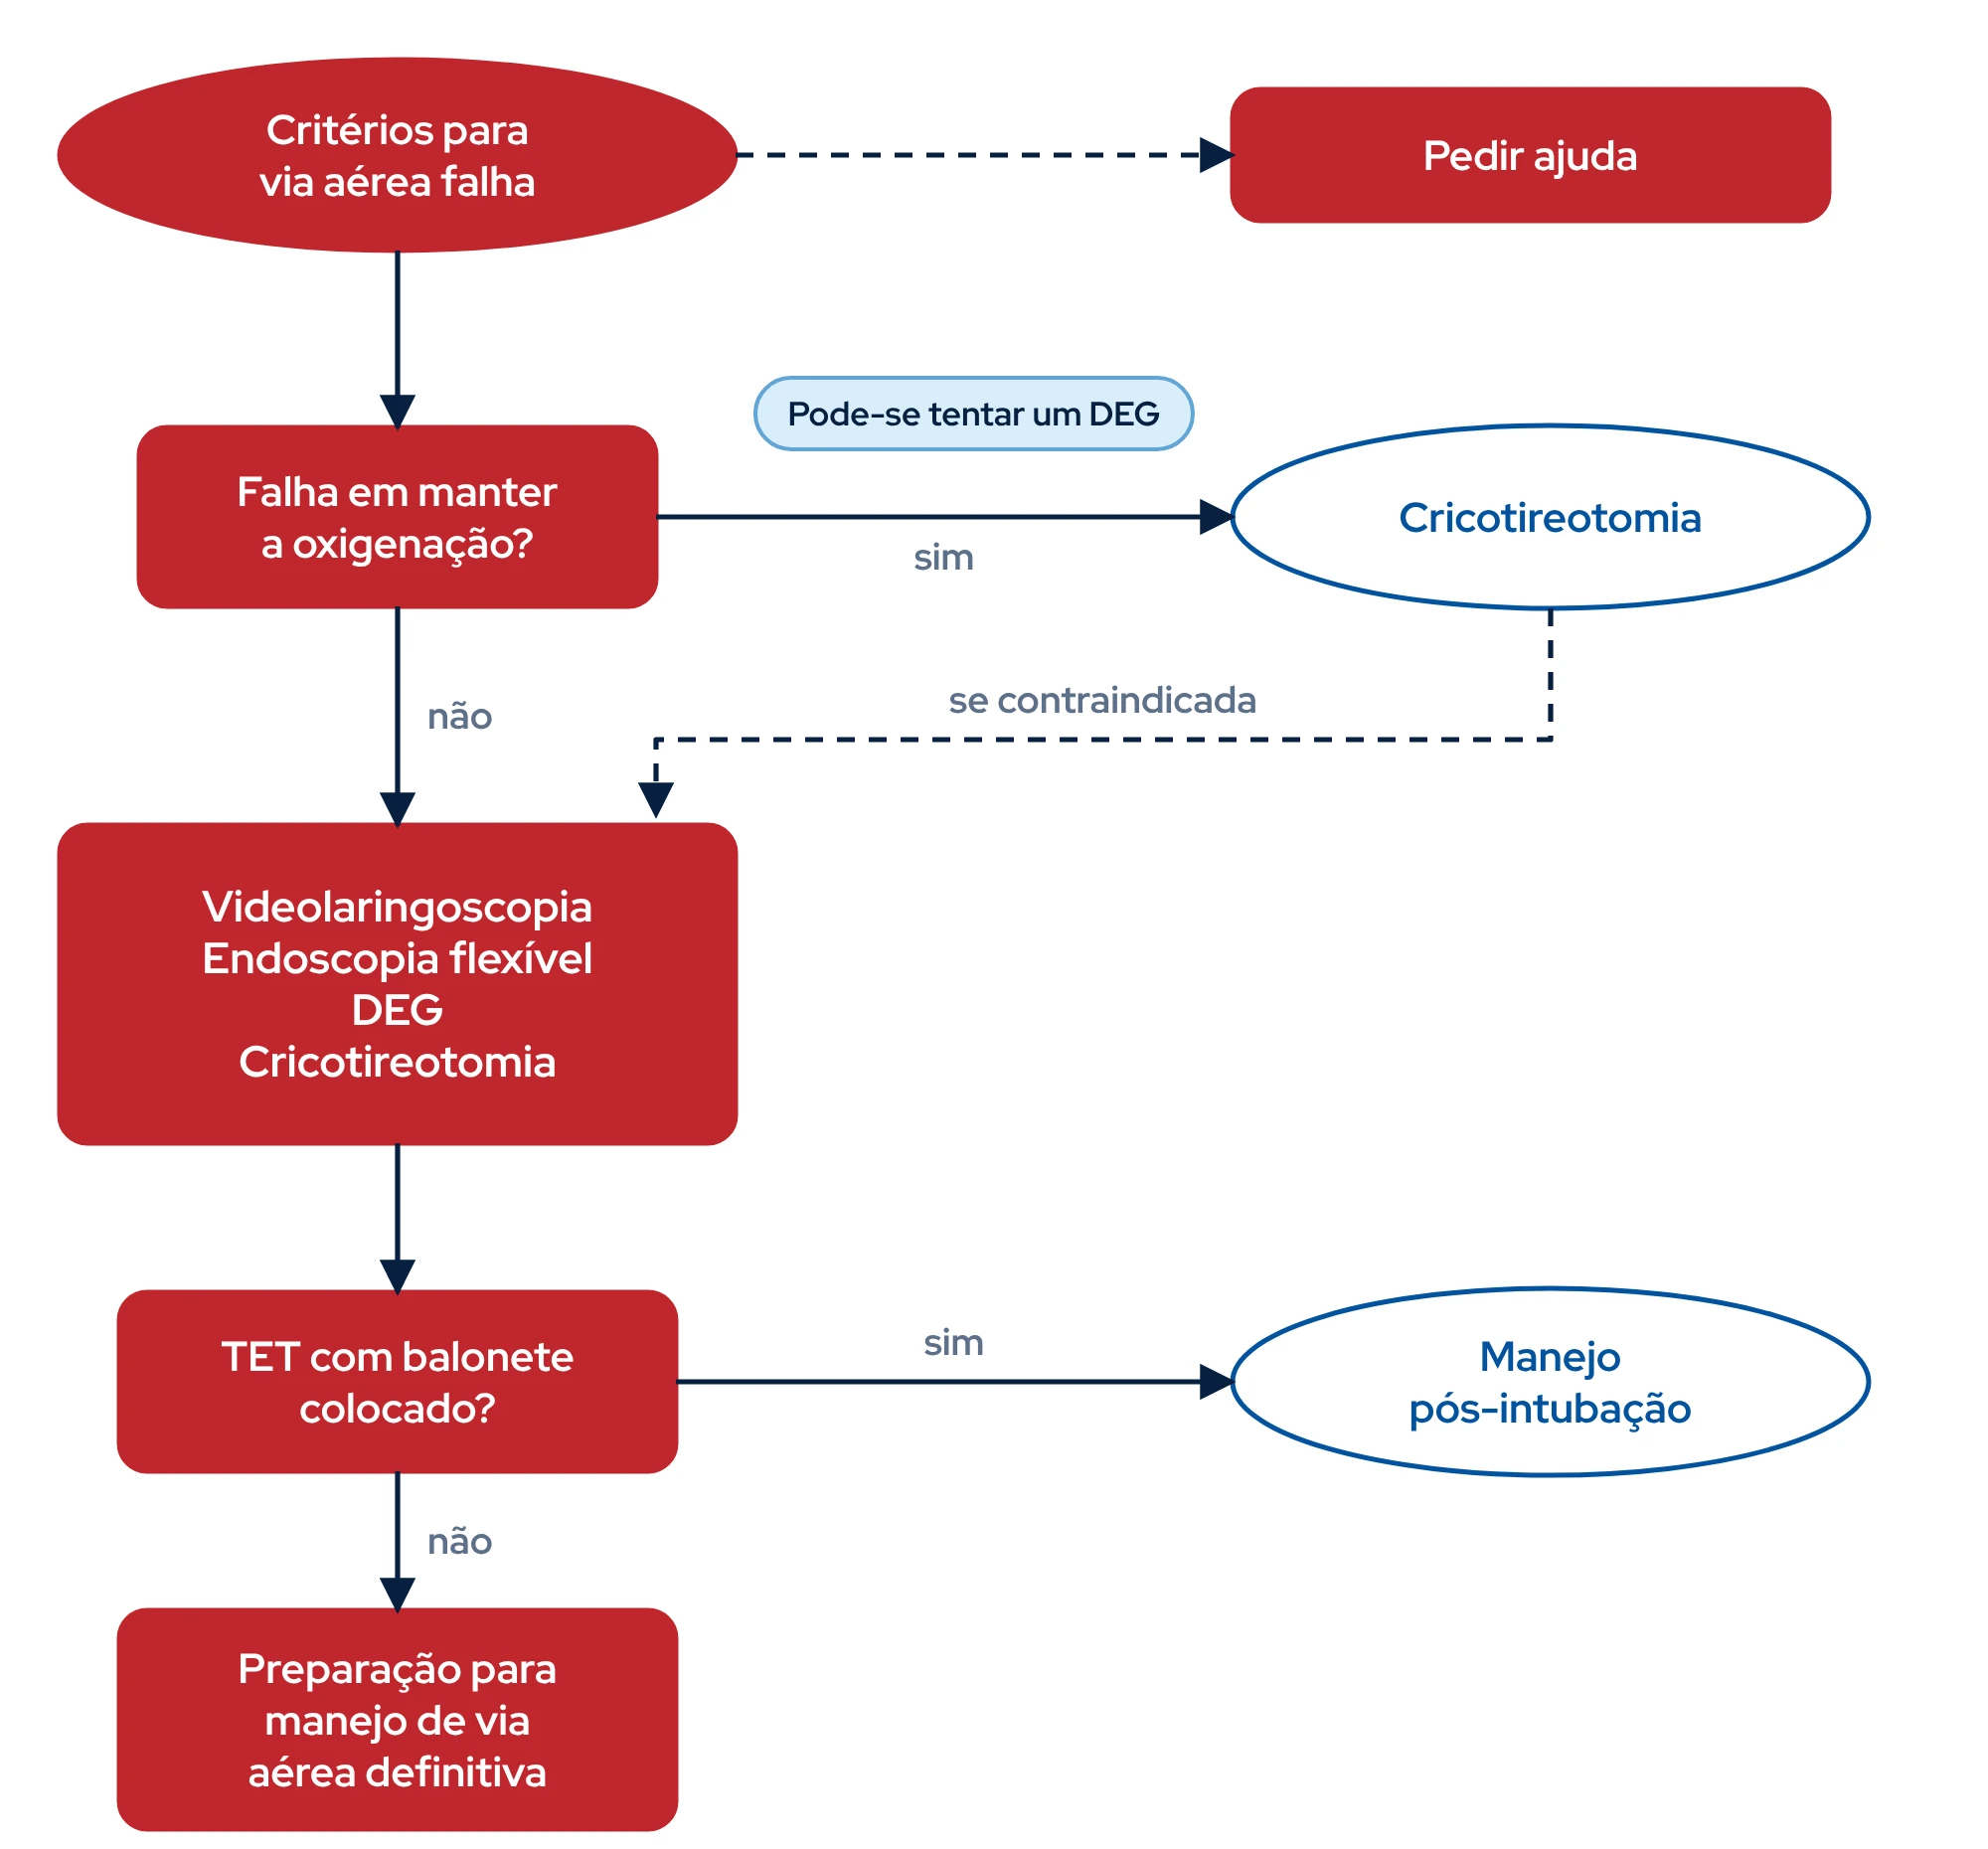 Critérios para
via aérea falha
Pedir ajuda
Pode-se tentar um DEG
Falha em manter
a oxigenação?
sim
Cricotireotomia
não
se contraindicada
Videolaringoscopia
Endoscopia flexível
DEG
Cricotireotomia
TET com balonete
colocado?
sim
Manejo
pós-intubação
não
Preparação para
manejo de via
aérea definitiva